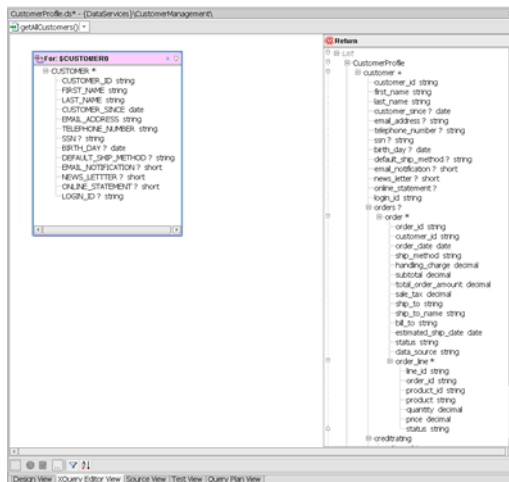 CustomerProfile.ds* - {DataServices}\CustomerManagement\
getAllCustomers()
For: $CUSTOMER0
CUSTOMER *
CUSTOMER_ID string
FIRST_NAME string
LAST_NAME string
CUSTOMER_SINCE date
EMAIL_ADDRESS string
TELEPHONE_NUMBER string
SSN ? string
BIRTH_DAY ? date
DEFAULT_SHIP_METHOD ? string
EMAIL_NOTIFICATION ? short
NEWS_LETTTER ? short
ONLINE_STATEMENT ? short
LOGIN_ID ? string
Return
LIST
CustomerProfile
customer *
customer_id string
first_name string
last_name string
customer_since ? date
email_address ? string
telephone_number ? string
ssn ? string
birth_day ? date
default_ship_method ? string
email_notification ? short
news_letter ? short
online_statement ?
login_id string
orders ?
order *
order_id string
customer_id string
order_date date
ship_method string
handling_charge decimal
subtotal decimal
total_order_amount decimal
sale_tax decimal
ship_to string
ship_to_name string
bill_to string
estimated_ship_date date
status string
data_source string
order_line *
line_id string
order_id string
product_id string
product string
quantity decimal
price decimal
status string
creditrating
Design View | XQuery Editor View | Source View | Test View | Query Plan View